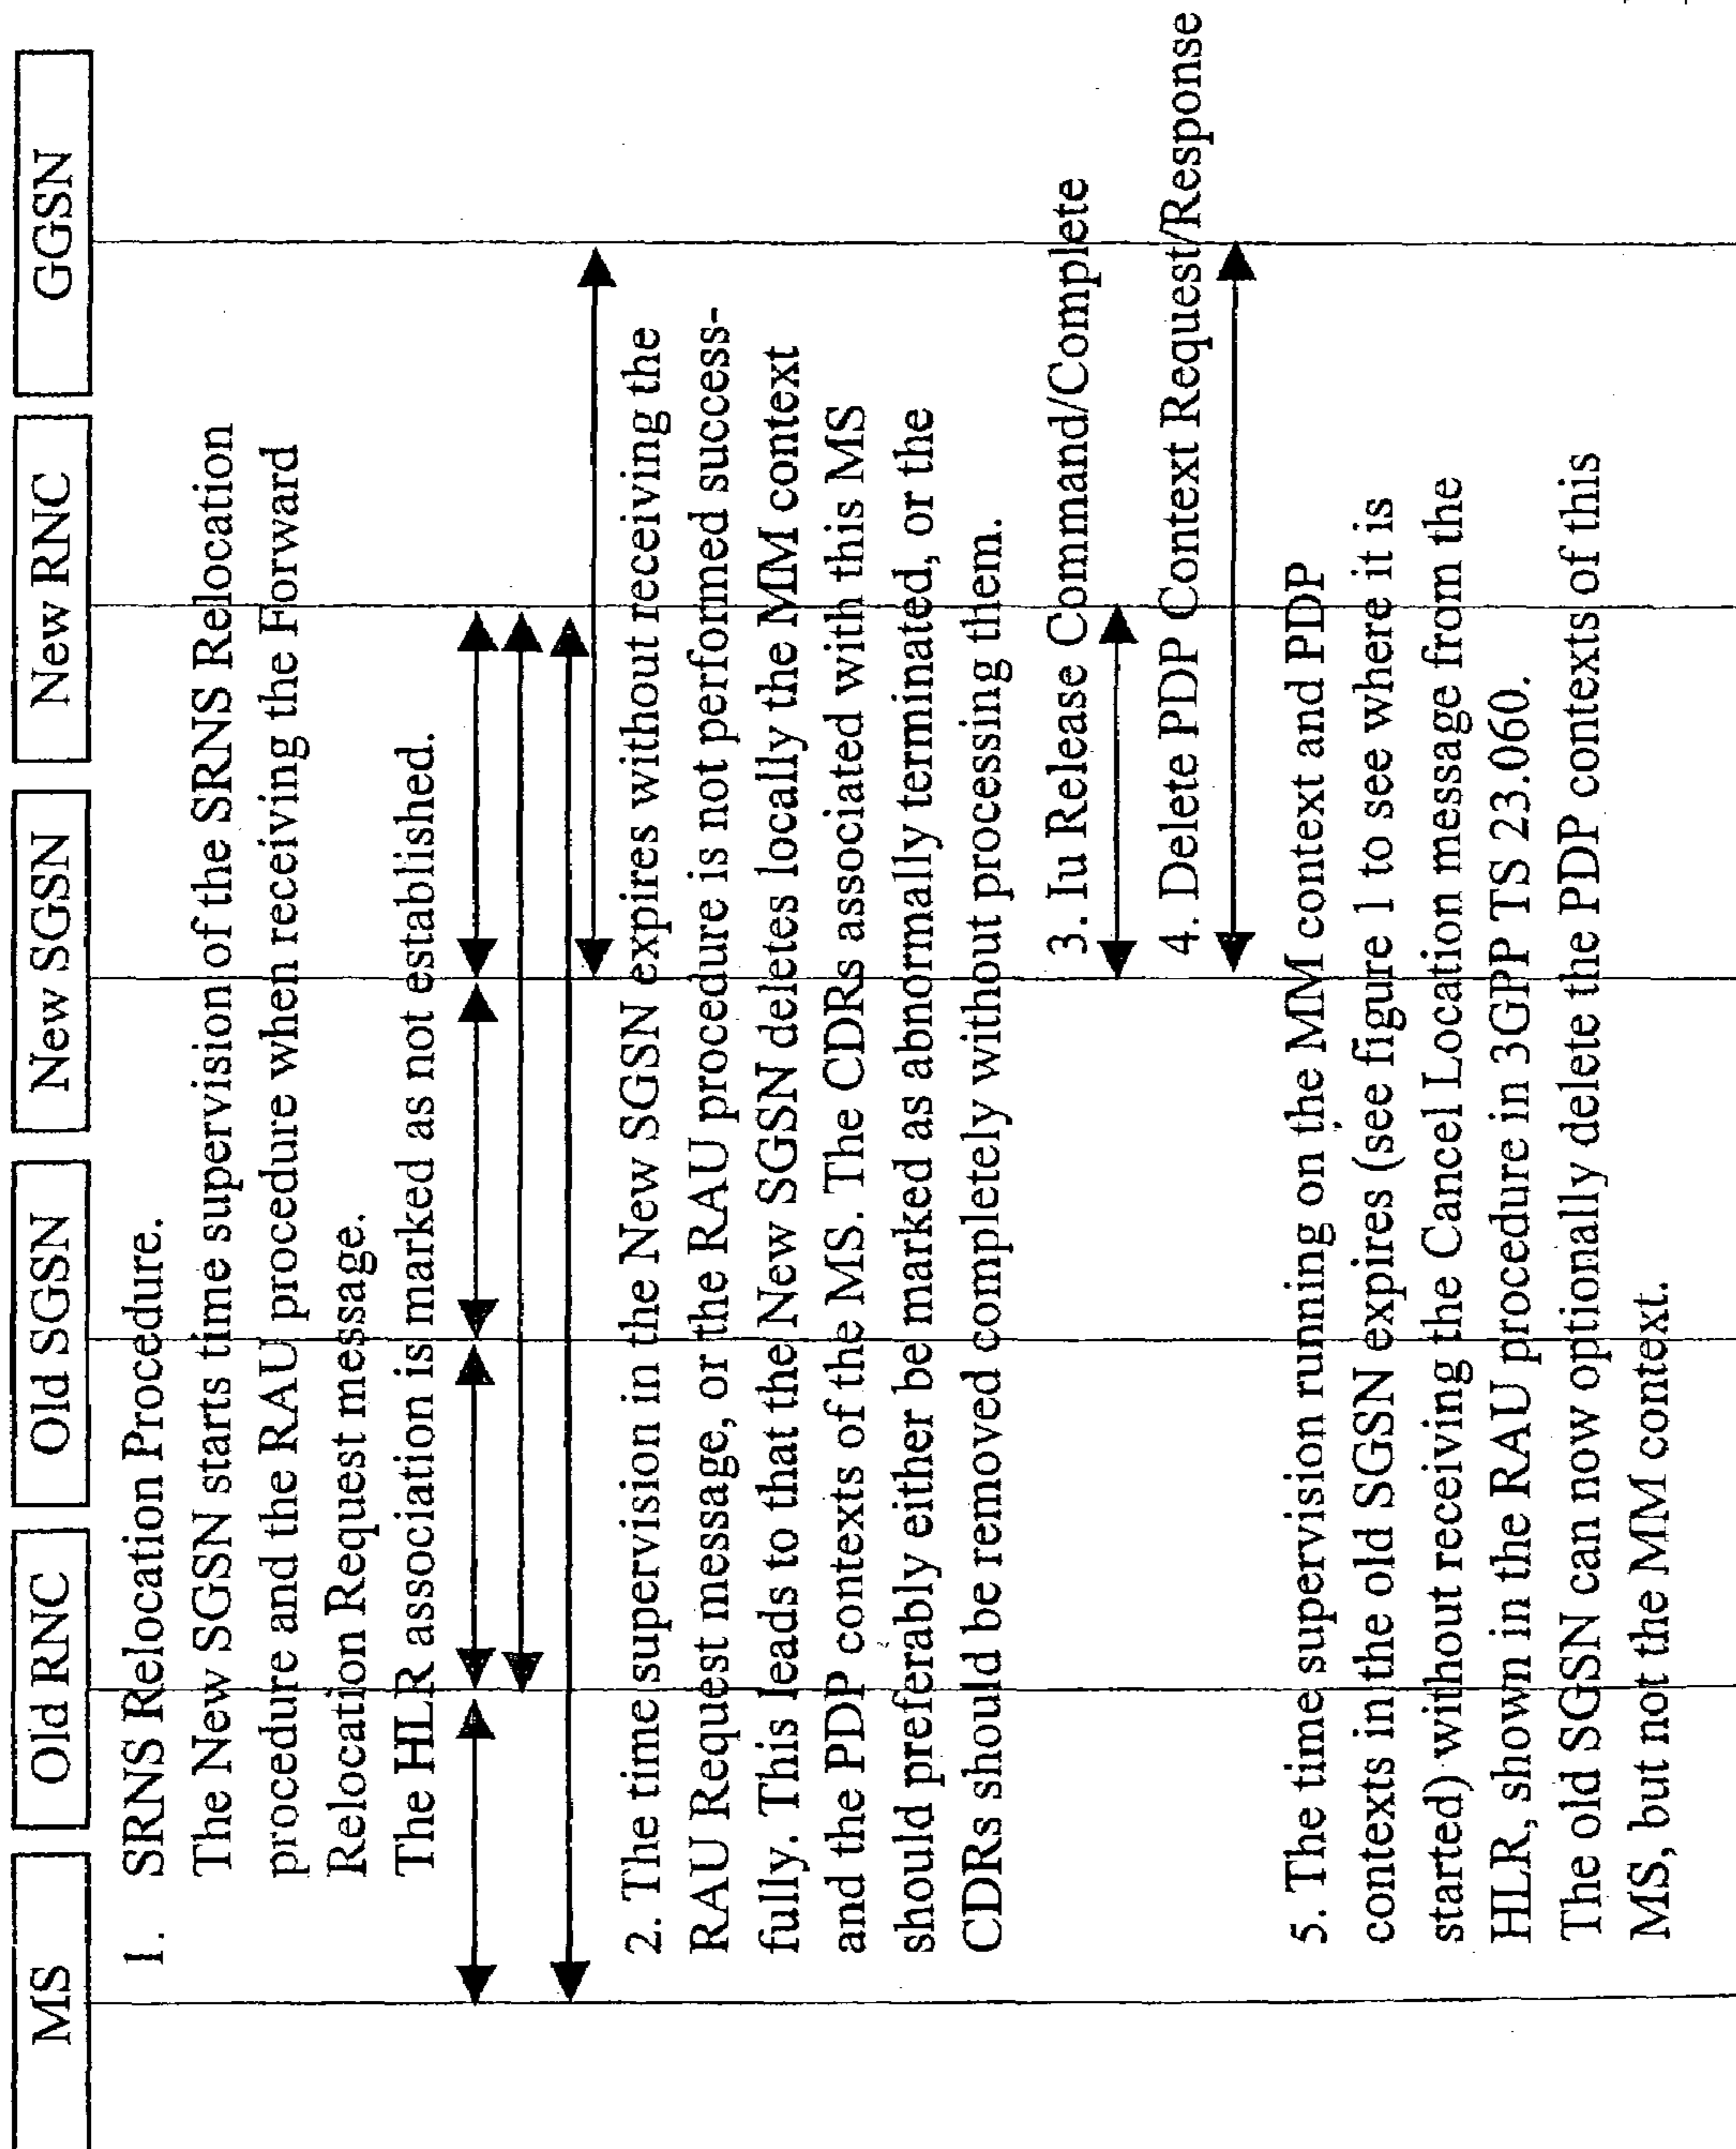 MS
Old RNC
Old SGSN
New SGSN
New RNC
GGSN
1. SRNS Relocation Procedure.
The New SGSN starts time supervision of the SRNS Relocation
procedure and the RAU procedure when receiving the Forward
Relocation Request message.
The HLR association is marked as not established.
2. The time supervision in the New SGSN expires without receiving the
RAU Request message, or the RAU procedure is not performed success-
fully. This leads to that the New SGSN deletes locally the MM context
and the PDP contexts of the MS. The CDRs associated with this MS
should preferably either be marked as abnormally terminated, or the
CDRs should be removed completely without processing them.
3. Iu Release Command/Complete
4. Delete PDP Context Request/Response
5. The time supervision running on the MM context and PDP
contexts in the old SGSN expires (see figure 1 to see where it is
started) without receiving the Cancel Location message from the
HLR, shown in the RAU procedure in 3GPP TS 23.060.
The old SGSN can now optionally delete the PDP contexts of this
MS, but not the MM context.